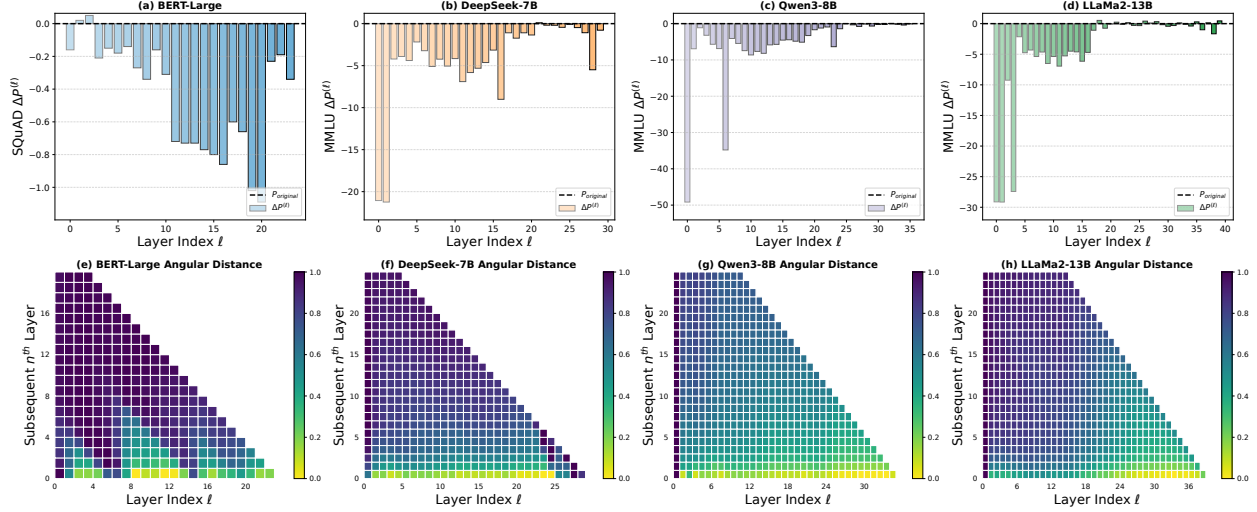 (a) BERT-Large
SQuAD ΔP^(ℓ)
0.0
−0.2
−0.4
−0.6
−0.8
−1.0
0 5 10 15 20
Layer Index ℓ
P_original
ΔP^(ℓ)
(b) DeepSeek-7B
MMLU ΔP^(ℓ)
0
−5
−10
−15
−20
0 5 10 15 20 25 30
Layer Index ℓ
P_original
ΔP^(ℓ)
(c) Qwen3-8B
MMLU ΔP^(ℓ)
0
−10
−20
−30
−40
−50
0 5 10 15 20 25 30 35
Layer Index ℓ
P_original
ΔP^(ℓ)
(d) LLaMa2-13B
MMLU ΔP^(ℓ)
0
−5
−10
−15
−20
−25
−30
0 5 10 15 20 25 30 35 40
Layer Index ℓ
P_original
ΔP^(ℓ)
(e) BERT-Large Angular Distance
Subsequent n^th Layer
16
12
8
4
0
0 4 8 12 16 20
Layer Index ℓ
1.0
0.8
0.6
0.4
0.2
0.0
(f) DeepSeek-7B Angular Distance
Subsequent n^th Layer
20
15
10
5
0
0 5 10 15 20 25
Layer Index ℓ
1.0
0.8
0.6
0.4
0.2
0.0
(g) Qwen3-8B Angular Distance
Subsequent n^th Layer
20
15
10
5
0
0 6 12 18 24 30
Layer Index ℓ
1.0
0.8
0.6
0.4
0.2
0.0
(h) LLaMa2-13B Angular Distance
Subsequent n^th Layer
20
15
10
5
0
0 6 12 18 24 30 36
Layer Index ℓ
1.0
0.8
0.6
0.4
0.2
0.0